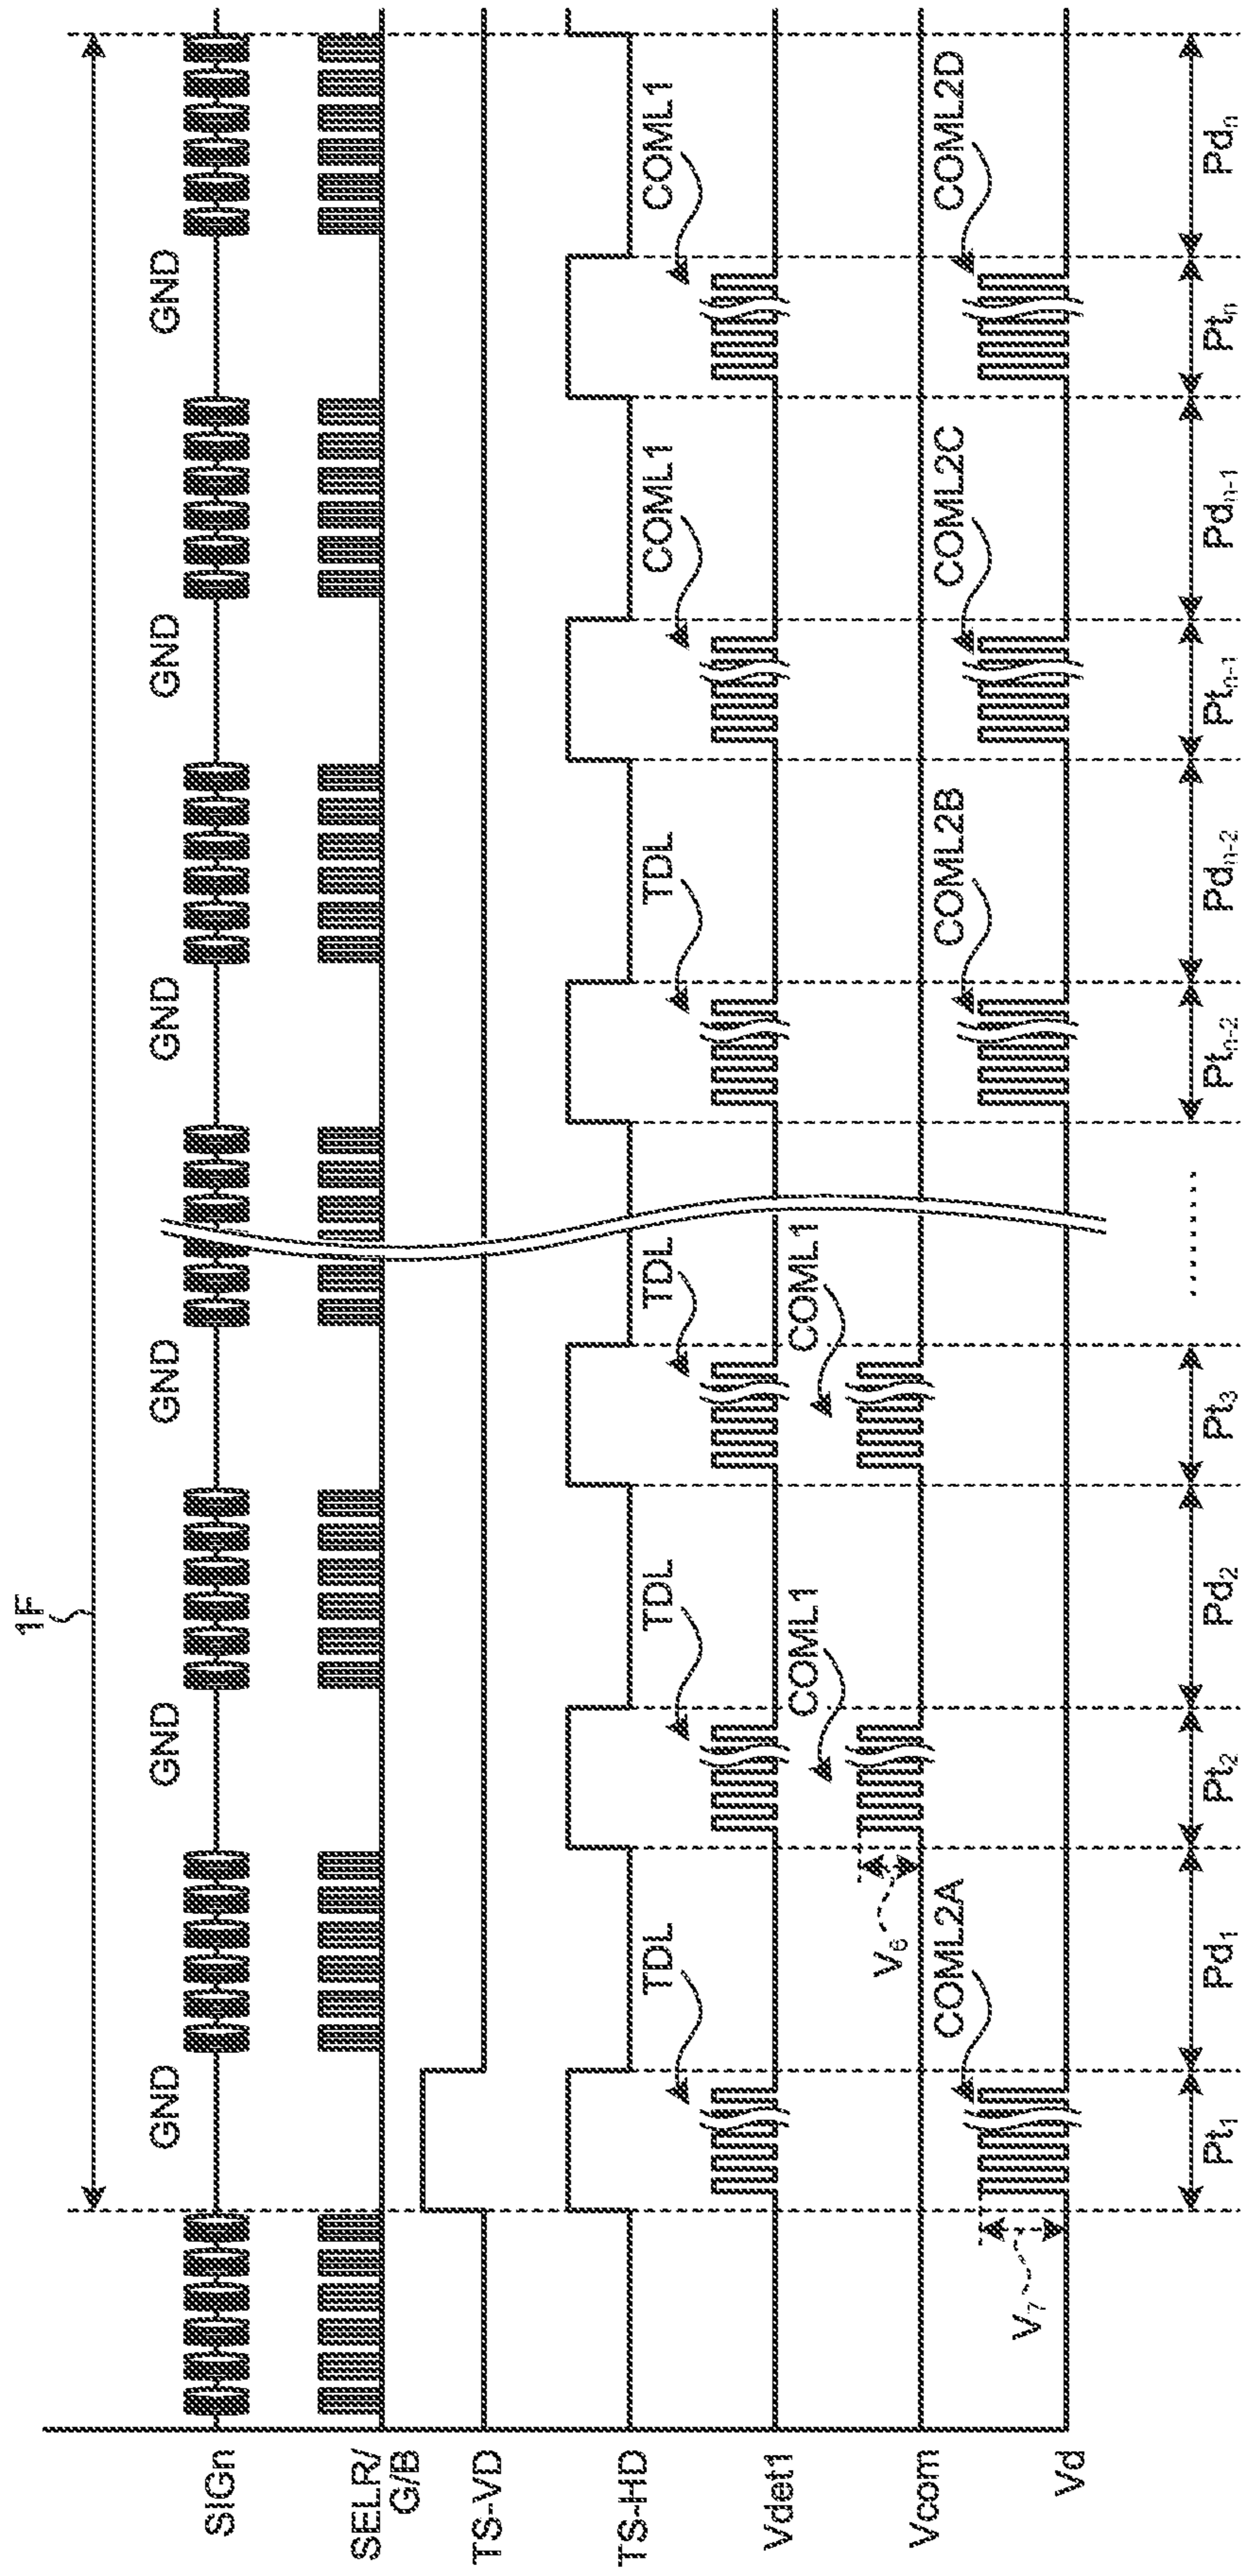 1F
SIGn
GND
GND
GND
GND
GND
GND
SELR/
G/B
TS-VD
TS-HD
Vdet1
TDL
TDL
TDL
TDL
COML1
COML1
Vcom
V6
COML1
COML1
Vd
V7
COML2A
COML2B
COML2C
COML2D
Pt1
Pd1
Pt2
Pd2
Pt3
........
Ptn-2
Pdn-2
Ptn-1
Pdn-1
Ptn
Pdn